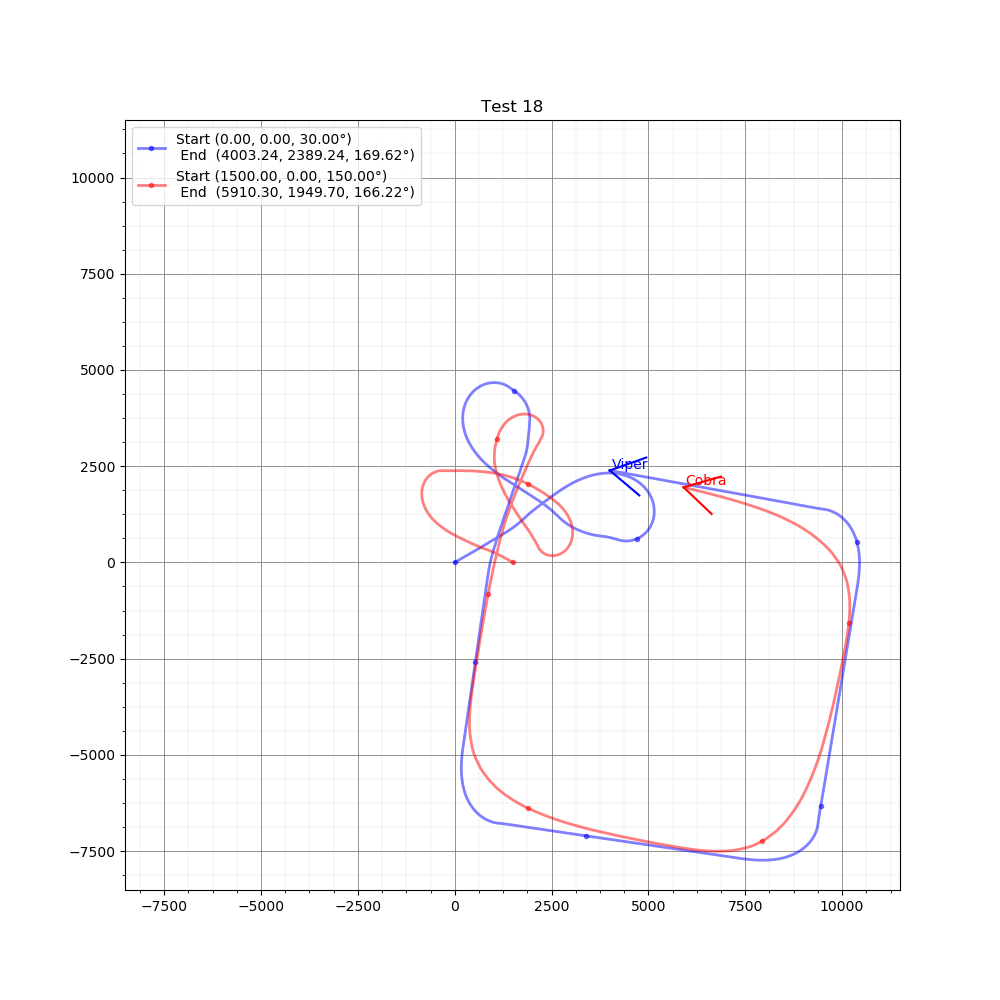 Test 18
Start (0.00, 0.00, 30.00°)
End  (4003.24, 2389.24, 169.62°)
Start (1500.00, 0.00, 150.00°)
End  (5910.30, 1949.70, 166.22°)
10000
7500
5000
2500
0
−2500
−5000
−7500
Viper
Cobra
−7500 −5000 −2500 0 2500 5000 7500 10000